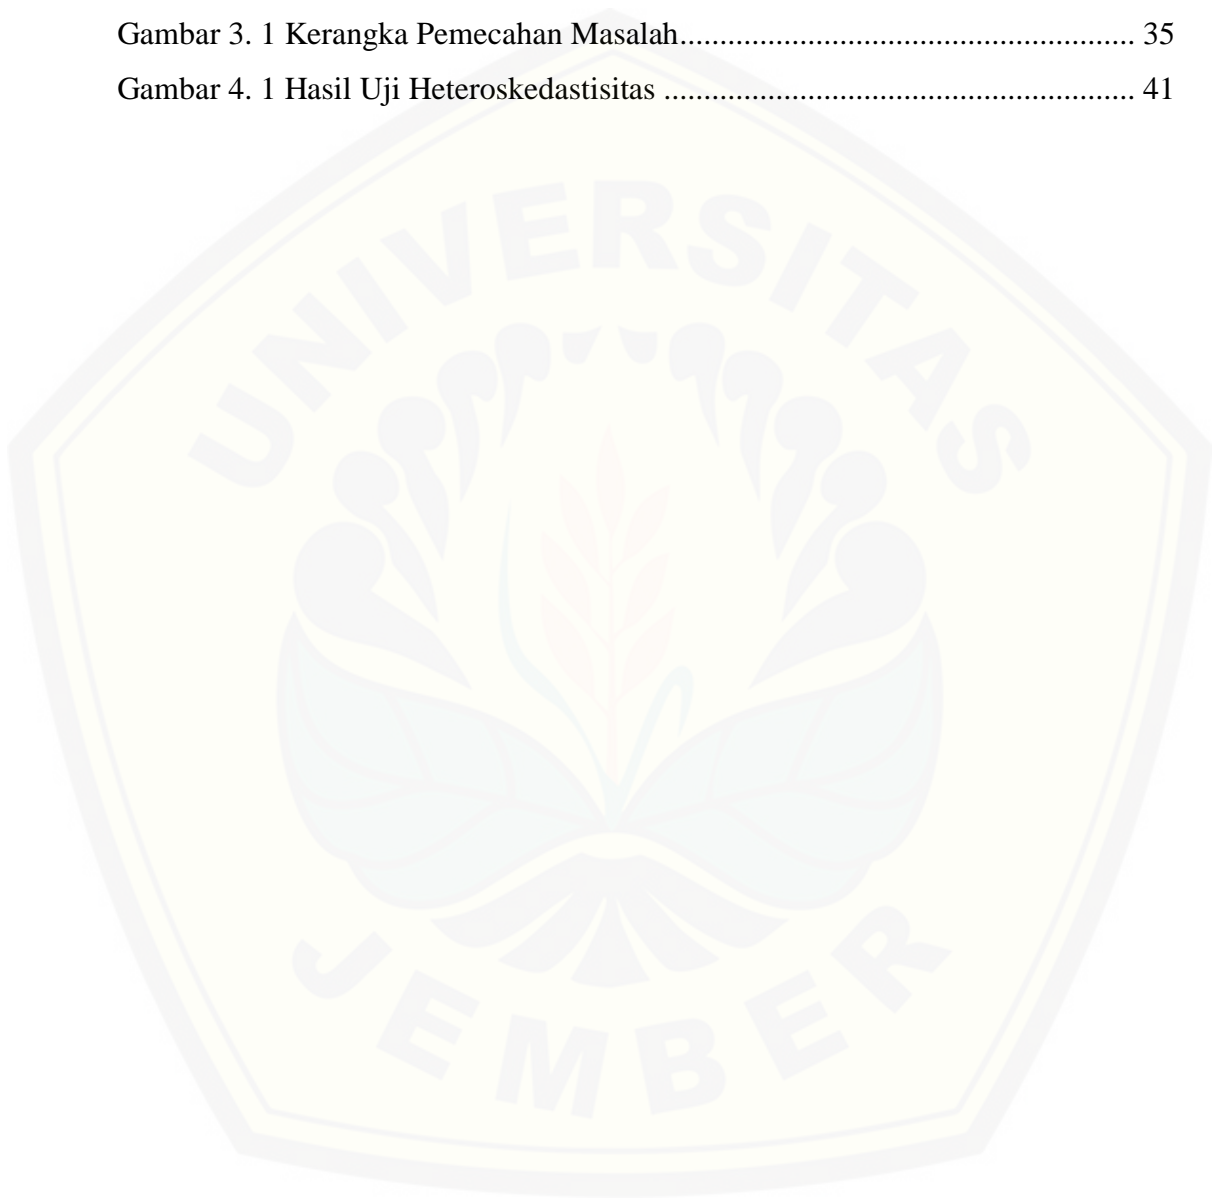 Gambar 3. 1 Kerangka Pemecahan Masalah......................................................... 35
Gambar 4. 1 Hasil Uji Heteroskedastisitas ........................................................... 41
UNIVERSITAS
JEMBER